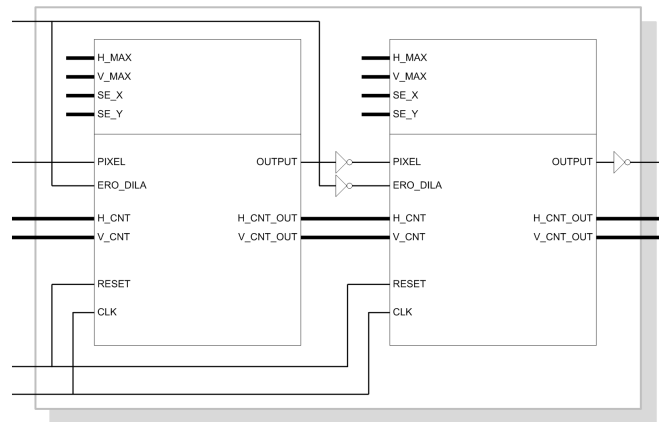 H_MAX
V_MAX
SE_X
SE_Y
PIXEL
OUTPUT
ERO_DILA
H_CNT
H_CNT_OUT
V_CNT
V_CNT_OUT
RESET
CLK
H_MAX
V_MAX
SE_X
SE_Y
PIXEL
OUTPUT
ERO_DILA
H_CNT
H_CNT_OUT
V_CNT
V_CNT_OUT
RESET
CLK